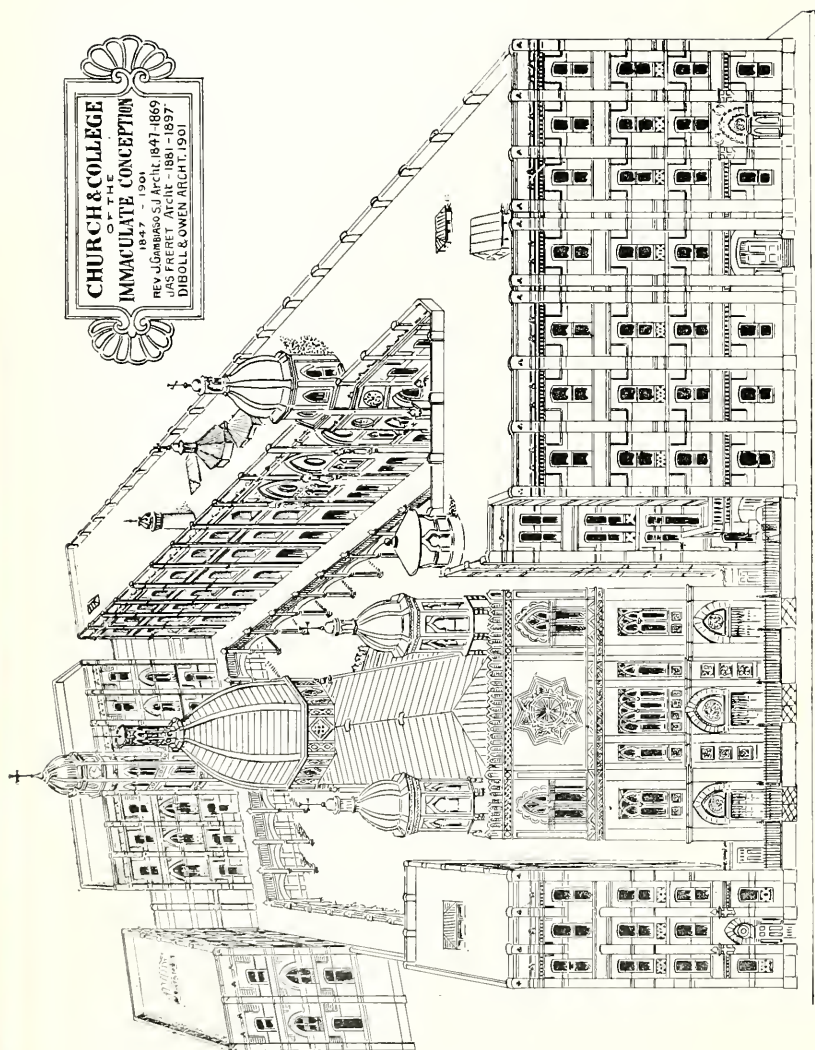 CHURCH & COLLEGE
OF THE
IMMACULATE CONCEPTION
1847 - 1901
REV J. GAMBIASO S.J Archt. 1847-1869
JAS FRERET Archt - 1881 - 1897
DIBOLL & OWEN ARCHT. 1901